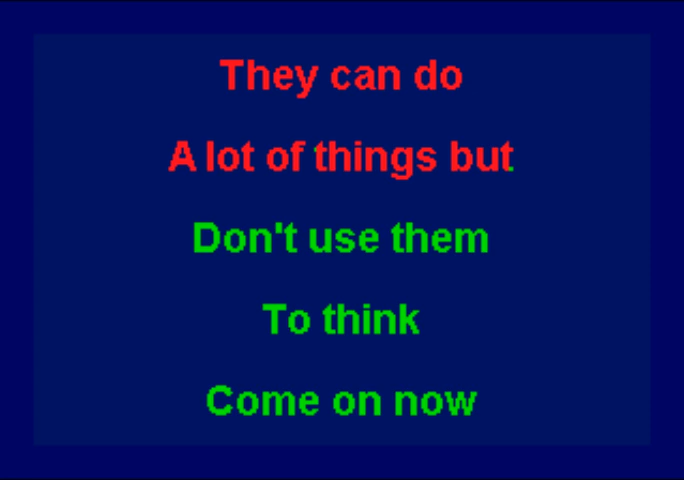 They can do
A lot of things but
Don't use them
To think
Come on now